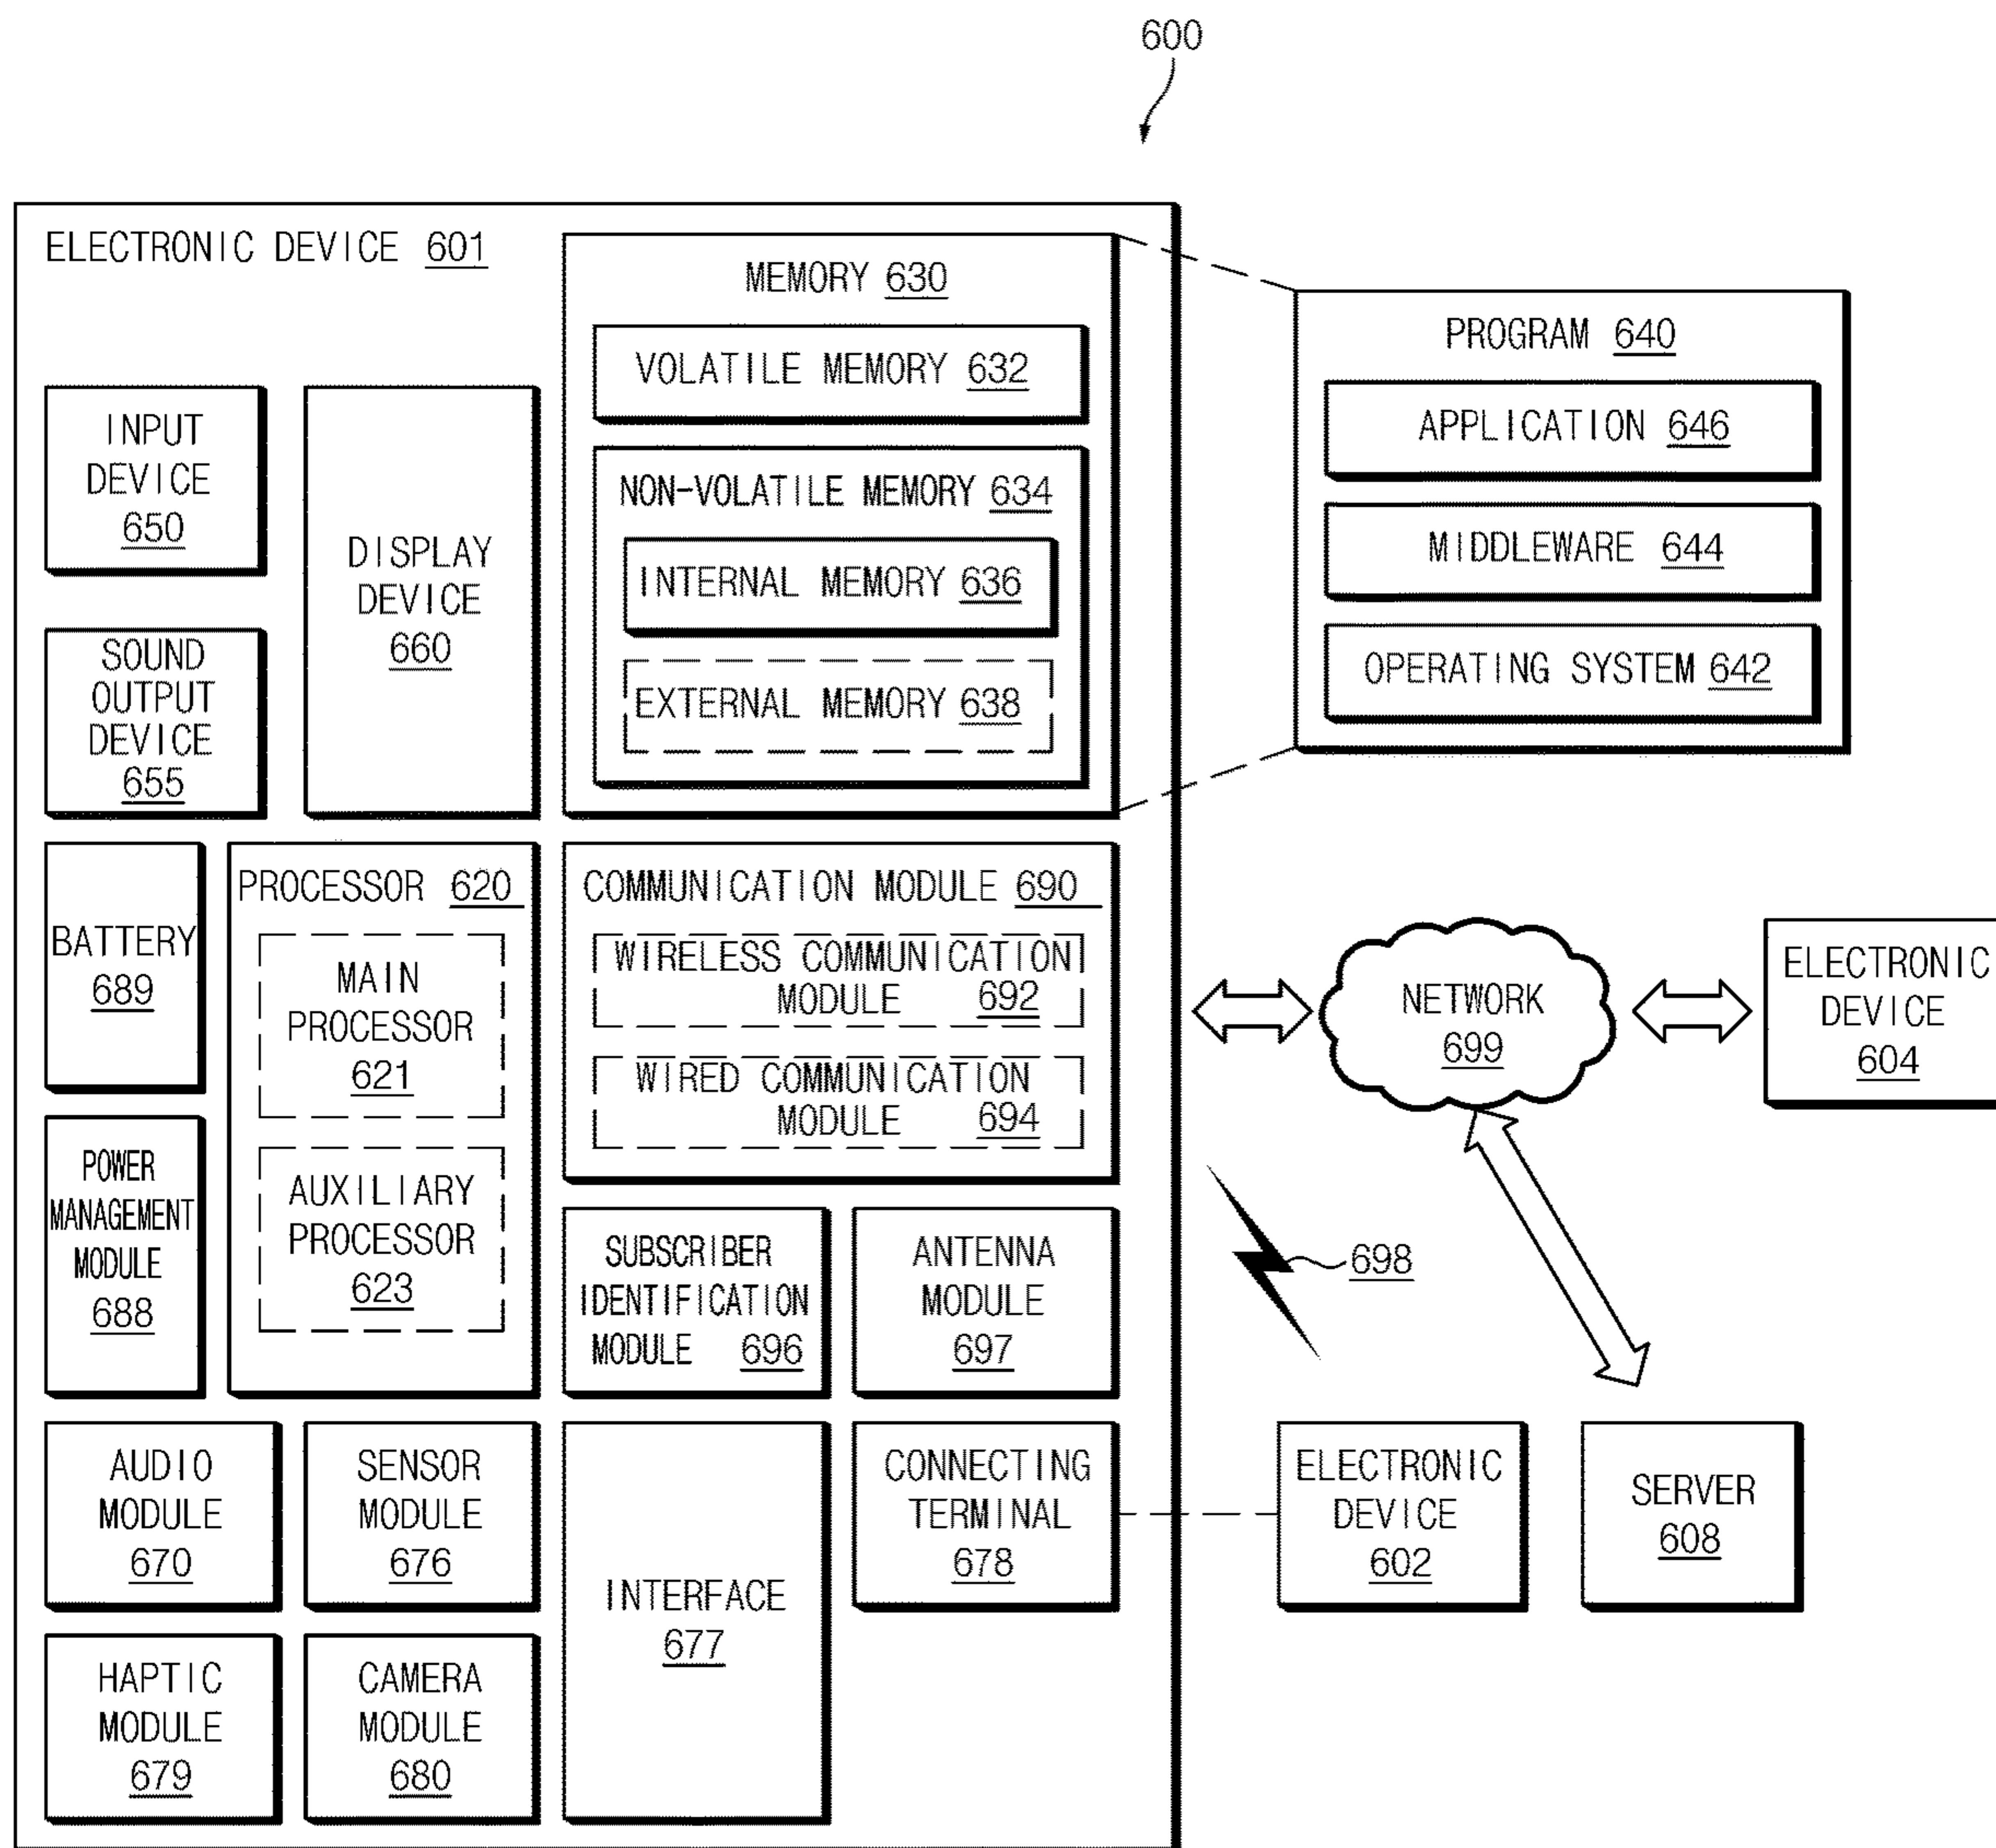 600
ELECTRONIC DEVICE 601
MEMORY 630
VOLATILE MEMORY 632
NON-VOLATILE MEMORY 634
INTERNAL MEMORY 636
EXTERNAL MEMORY 638
PROGRAM 640
APPLICATION 646
MIDDLEWARE 644
OPERATING SYSTEM 642
INPUT
DEVICE
650
DISPLAY
DEVICE
660
SOUND
OUTPUT
DEVICE
655
BATTERY
689
PROCESSOR 620
MAIN
PROCESSOR
621
AUXILIARY
PROCESSOR
623
POWER
MANAGEMENT
MODULE
688
COMMUNICATION MODULE 690
WIRELESS COMMUNICATION
MODULE 692
WIRED COMMUNICATION
MODULE 694
SUBSCRIBER
IDENTIFICATION
MODULE 696
ANTENNA
MODULE
697
NETWORK
699
ELECTRONIC
DEVICE
604
698
AUDIO
MODULE
670
SENSOR
MODULE
676
INTERFACE
677
CONNECTING
TERMINAL
678
ELECTRONIC
DEVICE
602
SERVER
608
HAPTIC
MODULE
679
CAMERA
MODULE
680